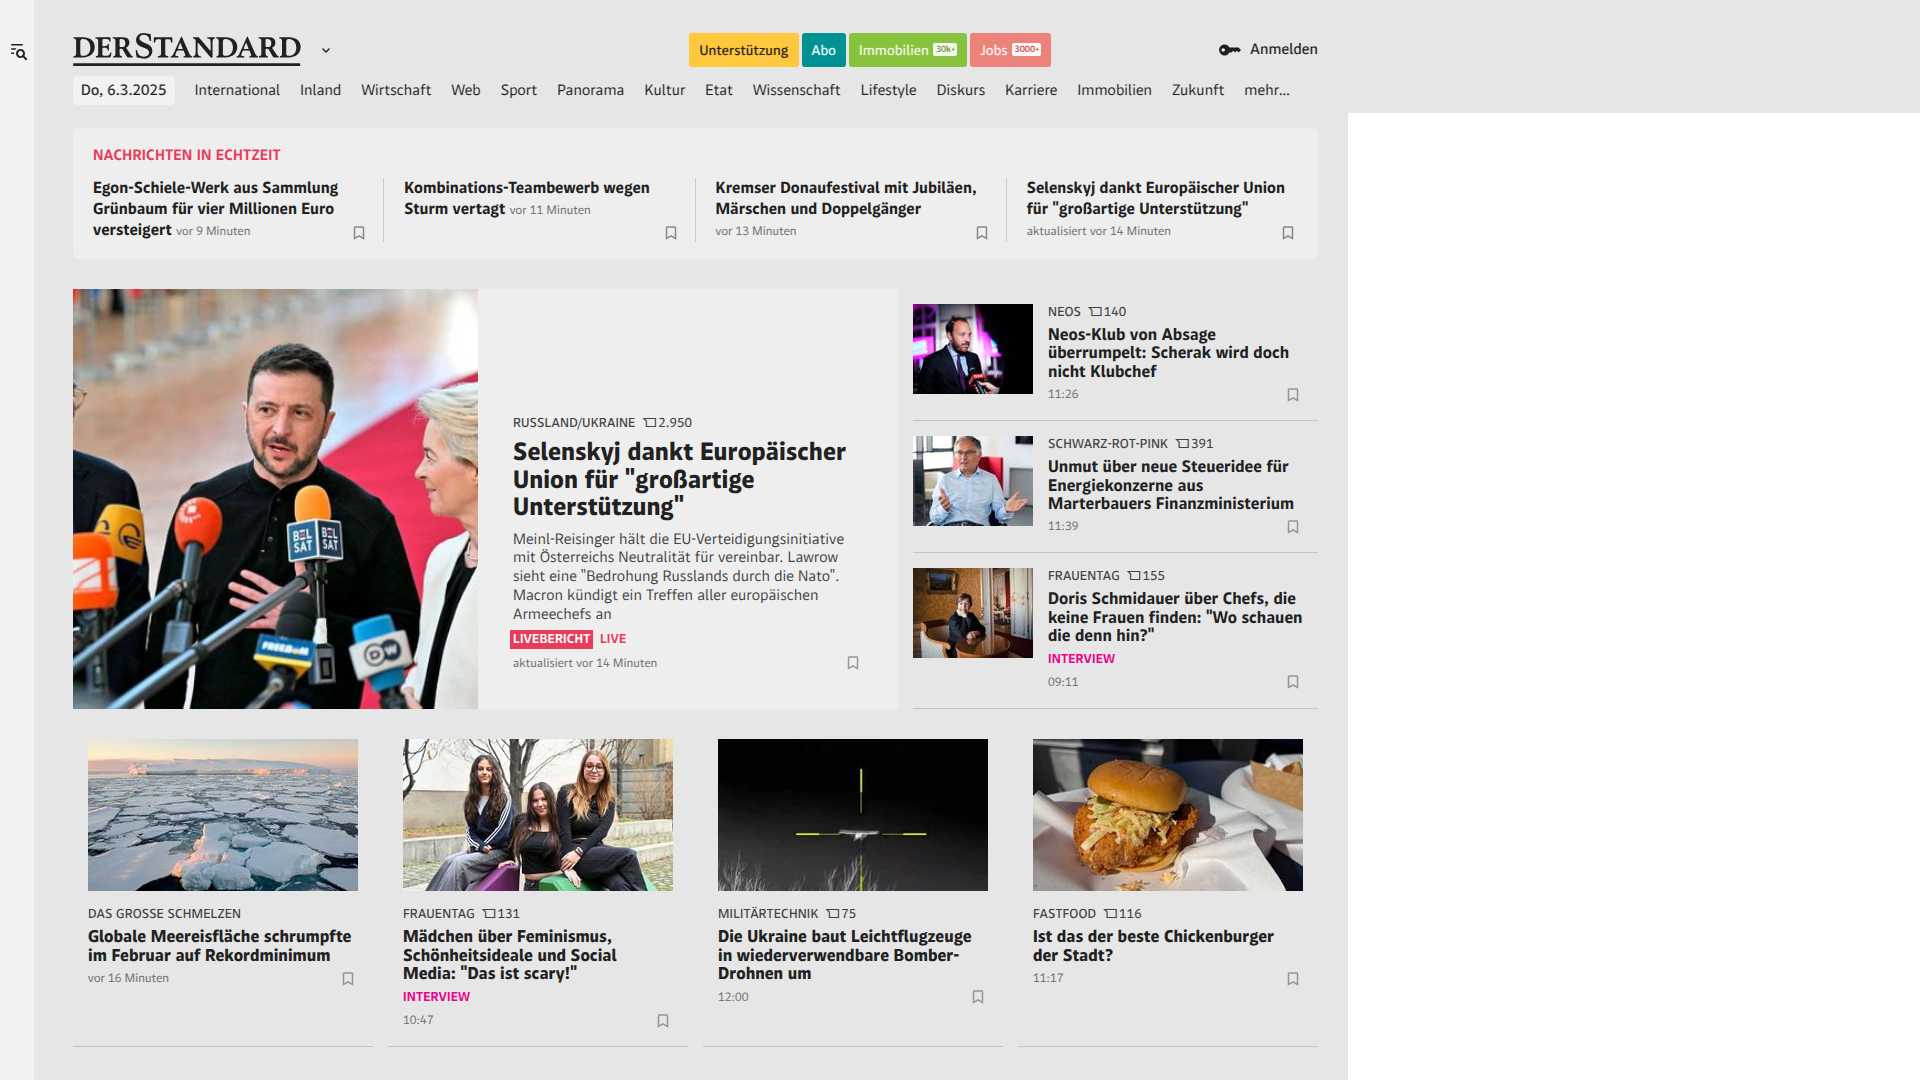 DERSTANDARD
Unterstützung
Abo
Immobilien 30k+
Jobs 3000+
Anmelden
Do, 6.3.2025
International
Inland
Wirtschaft
Web
Sport
Panorama
Kultur
Etat
Wissenschaft
Lifestyle
Diskurs
Karriere
Immobilien
Zukunft
mehr...
NACHRICHTEN IN ECHTZEIT
Egon-Schiele-Werk aus Sammlung
Grünbaum für vier Millionen Euro
versteigert vor 9 Minuten
Kombinations-Teambewerb wegen
Sturm vertagt vor 11 Minuten
Kremser Donaufestival mit Jubiläen,
Märschen und Doppelgänger
vor 13 Minuten
Selenskyj dankt Europäischer Union
für "großartige Unterstützung"
aktualisiert vor 14 Minuten
BEL SAT
BEL SAT
FREEDOM
DW
RUSSLAND/UKRAINE 2.950
Selenskyj dankt Europäischer
Union für "großartige
Unterstützung"
Meinl-Reisinger hält die EU-Verteidigungsinitiative
mit Österreichs Neutralität für vereinbar. Lawrow
sieht eine "Bedrohung Russlands durch die Nato".
Macron kündigt ein Treffen aller europäischen
Armeechefs an
LIVEBERICHT LIVE
aktualisiert vor 14 Minuten
NEOS 140
Neos-Klub von Absage
überrumpelt: Scherak wird doch
nicht Klubchef
11:26
SCHWARZ-ROT-PINK 391
Unmut über neue Steueridee für
Energiekonzerne aus
Marterbauers Finanzministerium
11:39
FRAUENTAG 155
Doris Schmidauer über Chefs, die
keine Frauen finden: "Wo schauen
die denn hin?"
INTERVIEW
09:11
DAS GROSSE SCHMELZEN
Globale Meereisfläche schrumpfte
im Februar auf Rekordminimum
vor 16 Minuten
FRAUENTAG 131
Mädchen über Feminismus,
Schönheitsideale und Social
Media: "Das ist scary!"
INTERVIEW
10:47
MILITÄRTECHNIK 75
Die Ukraine baut Leichtflugzeuge
in wiederverwendbare Bomber-
Drohnen um
12:00
FASTFOOD 116
Ist das der beste Chickenburger
der Stadt?
11:17